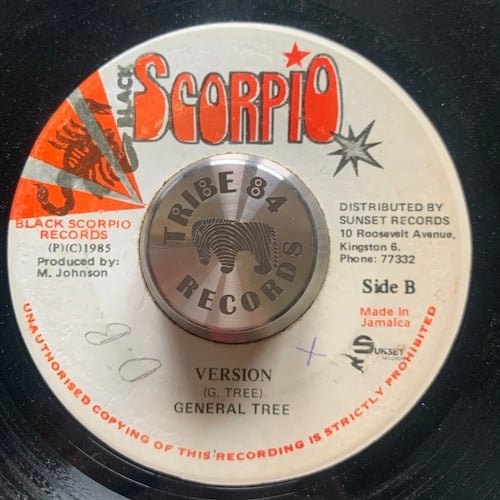 BLACK
SCORPIO
BLACK SCORPIO
RECORDS
(P)(C)1985
Produced by:
M. Johnson
TRIBE 84
RECORDS
DISTRIBUTED BY
SUNSET RECORDS
10 Roosevelt Avenue,
Kingston 6.
Phone: 77332
Side B
Made In
Jamaica
SUNSET
RECORDS
VERSION
(G. TREE)
GENERAL TREE
UNAUTHORISED COPYING OF THIS RECORDING IS STRICTLY PROHIBITED